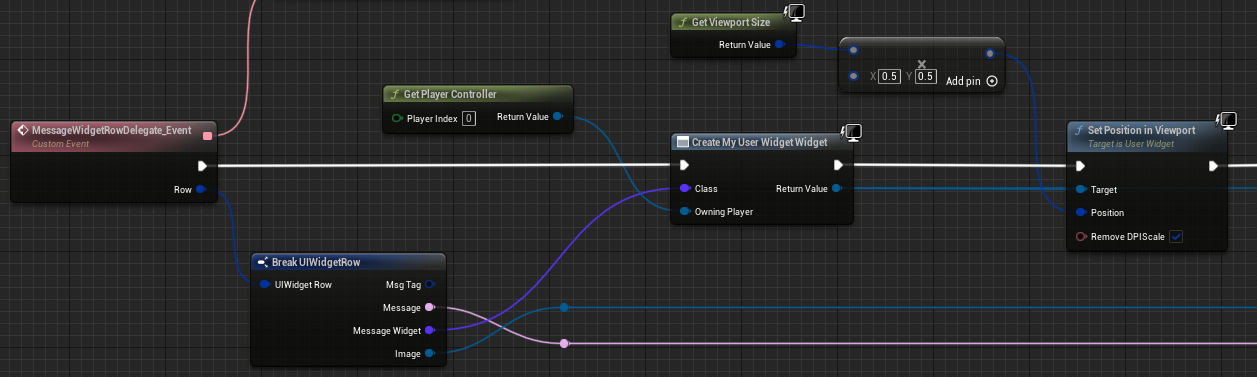 Get Viewport Size
Return Value
X 0.5 Y 0.5 Add pin
Get Player Controller
Player Index 0 Return Value
MessageWidgetRowDelegate_Event
Custom Event
Row
Create My User Widget Widget
Class Return Value
Owning Player
Set Position in Viewport
Target is User Widget
Target
Position
Remove DPIScale
Break UIWidgetRow
UIWidget Row Msg Tag
Message
Message Widget
Image